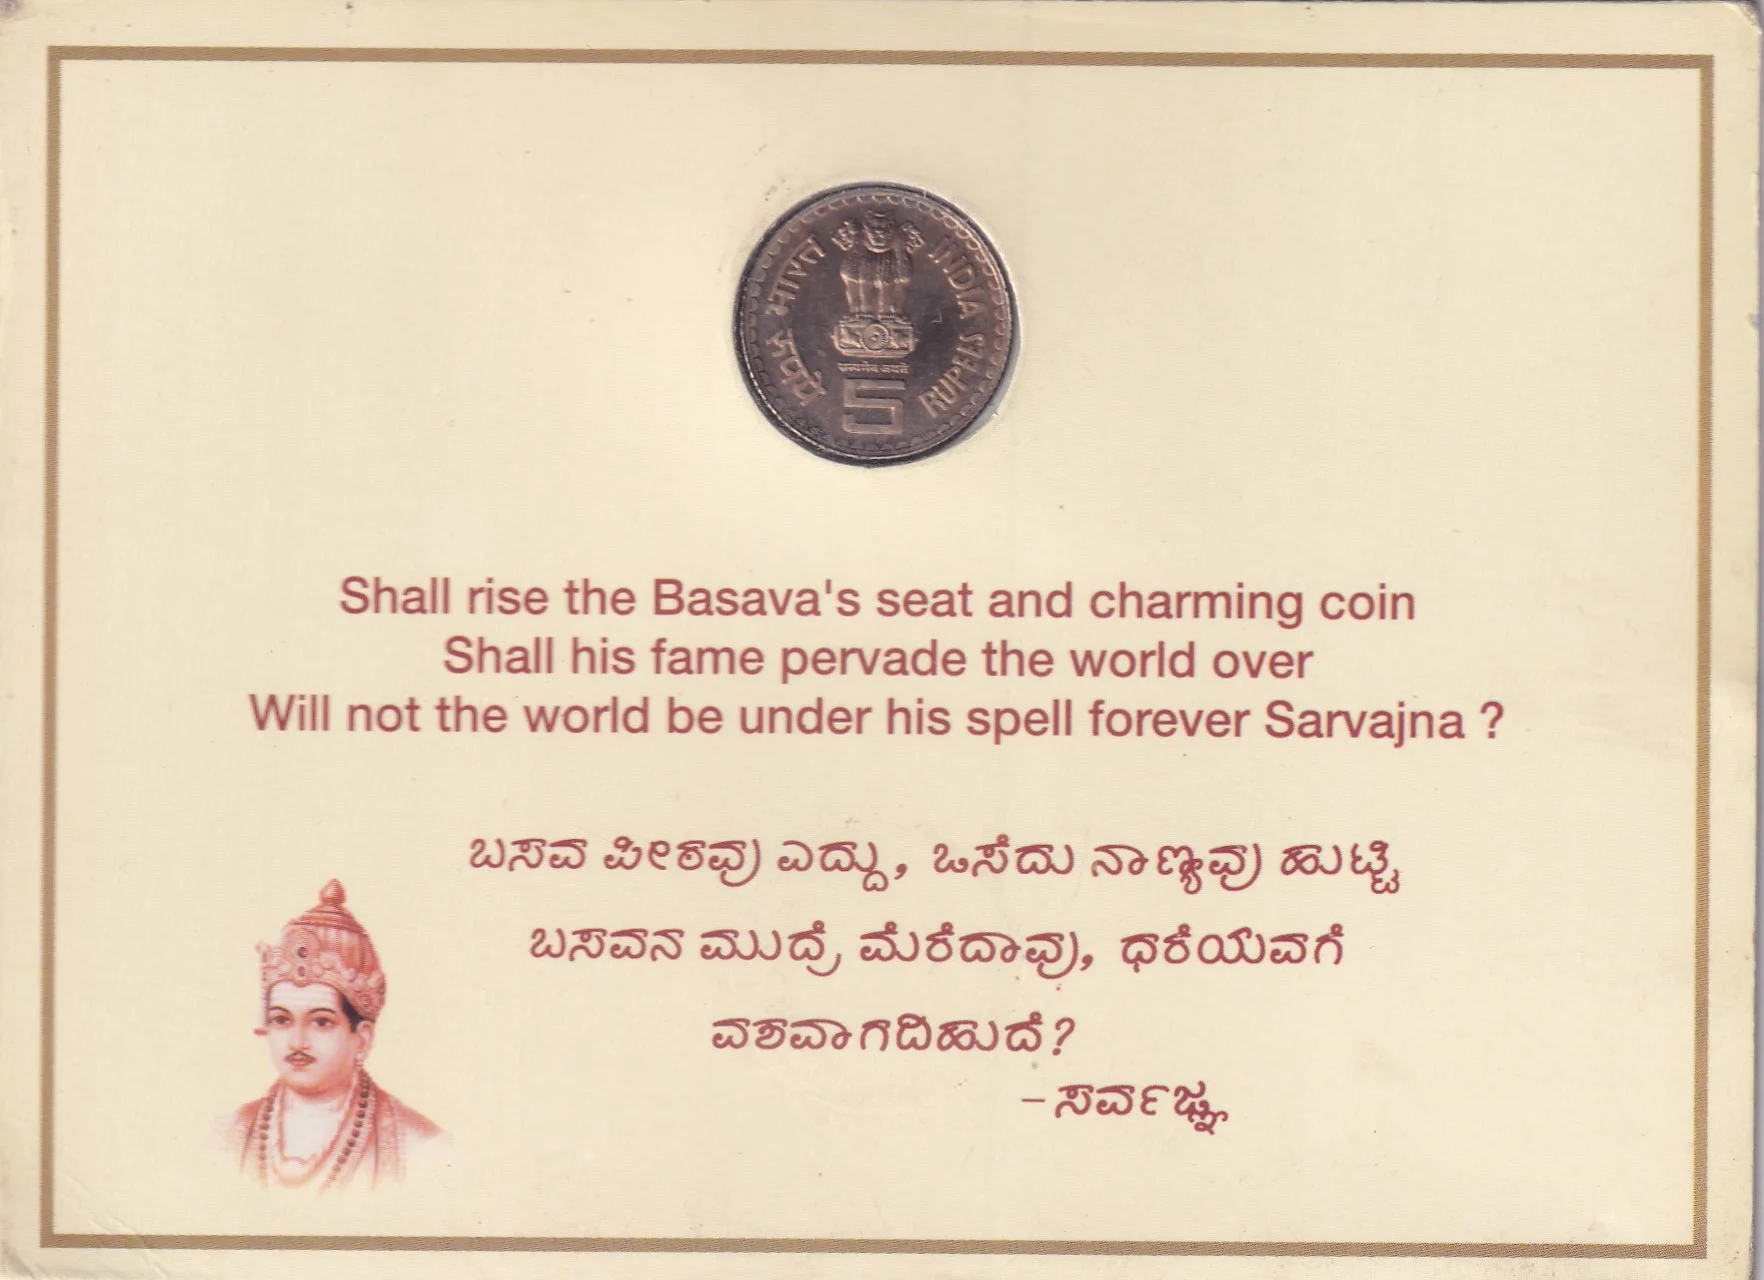 भारत INDIA
रुपये RUPEES
सत्यमेव जयते
5
Shall rise the Basava's seat and charming coin
Shall his fame pervade the world over
Will not the world be under his spell forever Sarvajna ?
ಬಸವ ಪೀಠವು ಎದ್ದು, ಒಸೆದು ನಾಣ್ಯವು ಹುಟ್ಟಿ
ಬಸವನ ಮುದ್ರೆ ಮೆರೆದಾವು, ಧರೆಯವಗೆ
ವಶವಾಗದಿಹುದೆ?
– ಸರ್ವಜ್ಞ